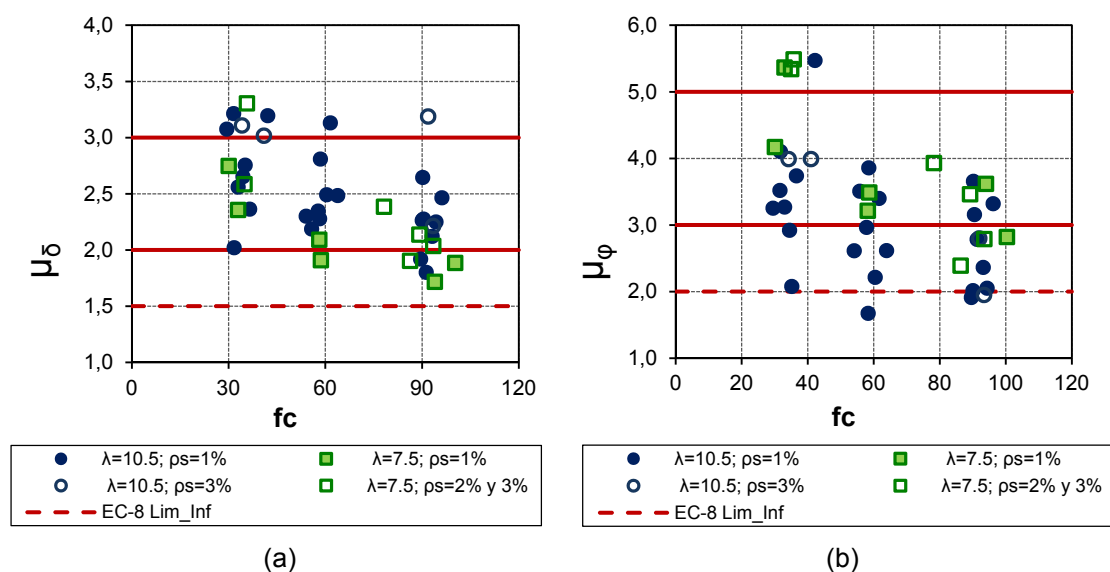 4,0
3,5
3,0
2,5
2,0
1,5
1,0
μδ
0 30 60 90 120
fc
λ=10.5; ρs=1% λ=7.5; ρs=1%
λ=10.5; ρs=3% λ=7.5; ρs=2% y 3%
EC-8 Lim_Inf
(a)
6,0
5,0
4,0
3,0
2,0
1,0
μφ
0 20 40 60 80 100 120
fc
λ=10.5; ρs=1% λ=7.5; ρs=1%
λ=10.5; ρs=3% λ=7.5; ρs=2% y 3%
EC-8 Lim_Inf
(b)